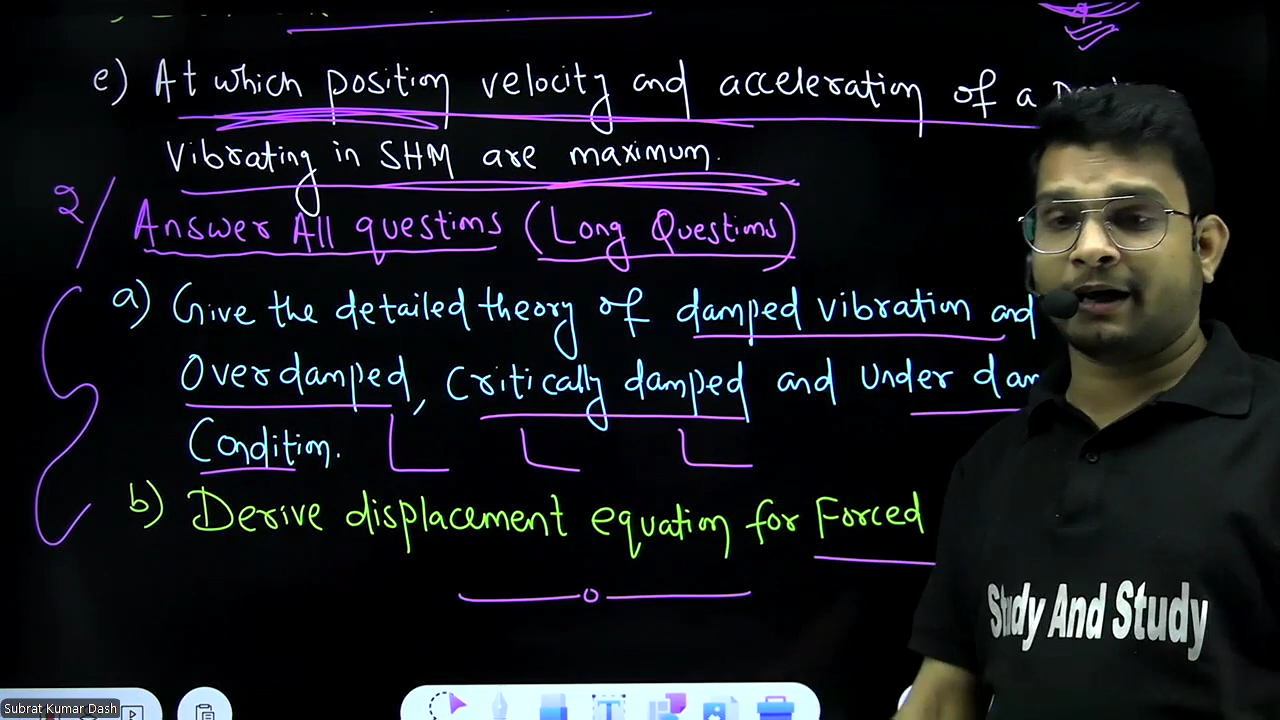 e) At which position velocity and acceleration of a
Vibrating in SHM are maximum.
2/ Answer All questions (Long Questions)
a) Give the detailed theory of damped vibration and
Overdamped, Critically damped and under
Condition.
b) Derive displacement equation for Forced
Study And Study
Subrat Kumar Dash